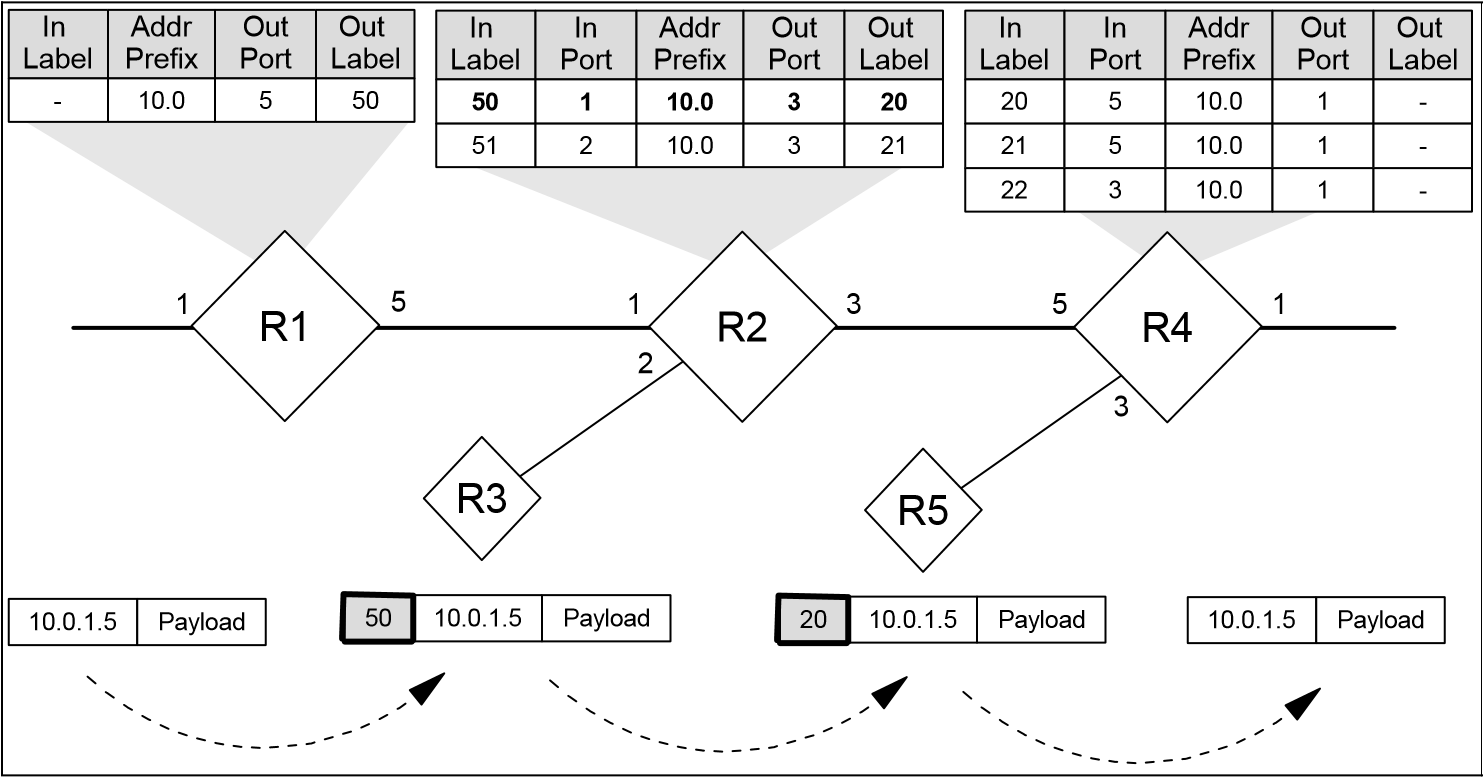 In Label Addr Prefix Out Port Out Label
- 10.0 5 50
In Label In Port Addr Prefix Out Port Out Label
50 1 10.0 3 20
51 2 10.0 3 21
In Label In Port Addr Prefix Out Port Out Label
20 5 10.0 1 -
21 5 10.0 1 -
22 3 10.0 1 -
1 R1 5
1 R2 3
2
5 R4 1
3
R3
R5
10.0.1.5 Payload
50 10.0.1.5 Payload
20 10.0.1.5 Payload
10.0.1.5 Payload